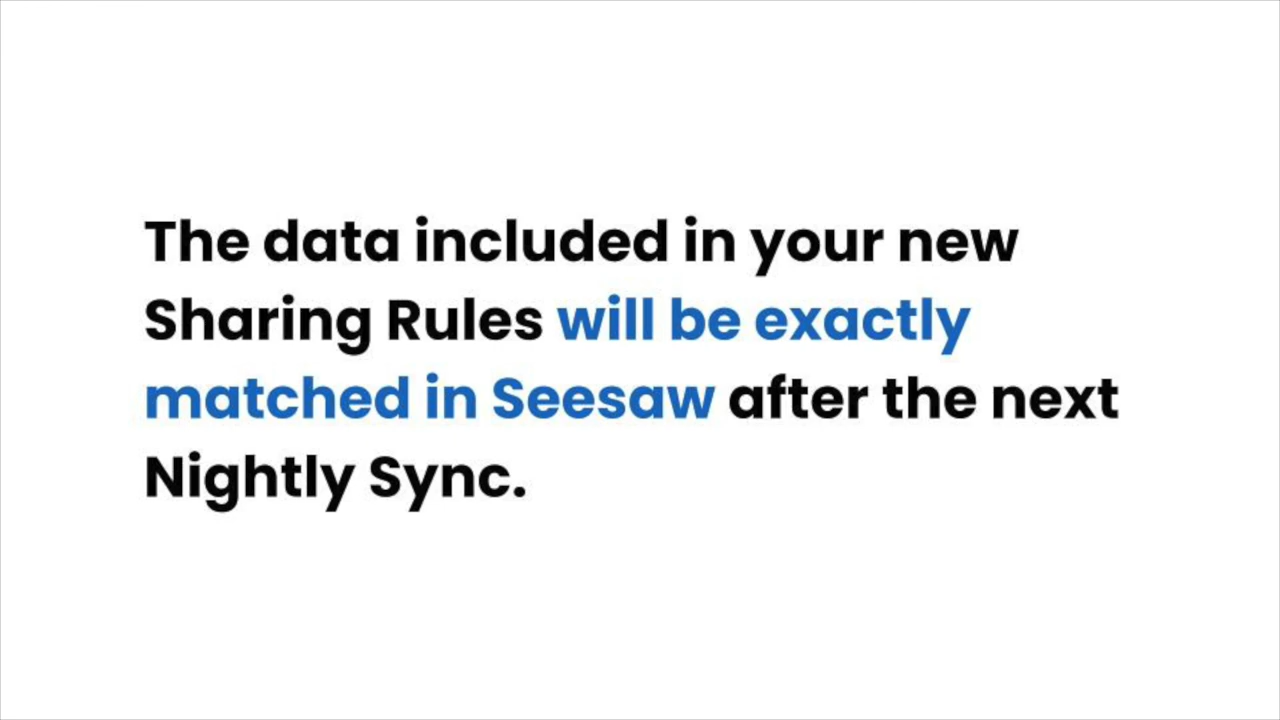 The data included in your new
Sharing Rules will be exactly
matched in Seesaw after the next
Nightly Sync.